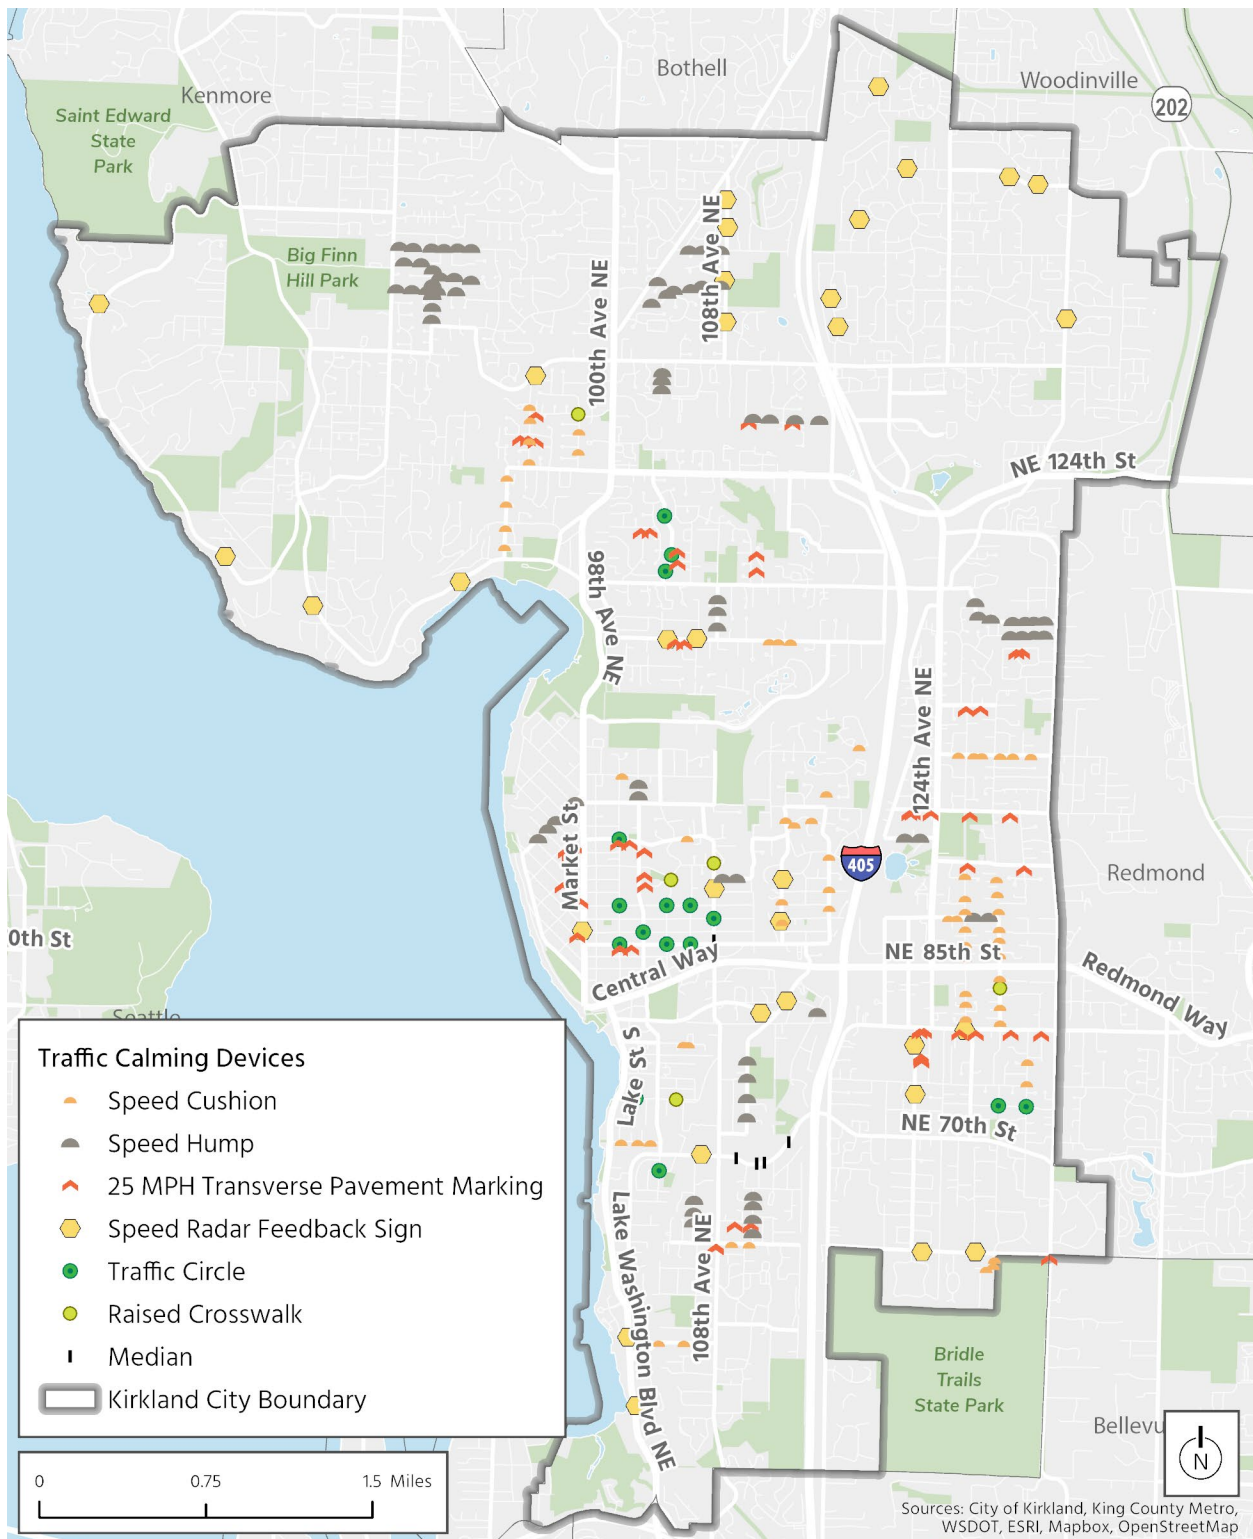 Bothell
Kenmore
Woodinville
202
Saint Edward
State
Park
Big Finn
Hill Park
108th Ave NE
100th Ave NE
NE 124th St
98th Ave NE
124th Ave NE
Market St
405
Redmond
0th St
NE 85th St
Central Way
Redmond Way
Seattle
Lake St S
NE 70th St
Lake Washington Blvd NE
108th Ave NE
Bridle
Trails
State Park
Bellevu
Traffic Calming Devices
Speed Cushion
Speed Hump
25 MPH Transverse Pavement Marking
Speed Radar Feedback Sign
Traffic Circle
Raised Crosswalk
Median
Kirkland City Boundary
0 0.75 1.5 Miles
N
Sources: City of Kirkland, King County Metro,
WSDOT, ESRI, Mapbox, OpenStreetMap